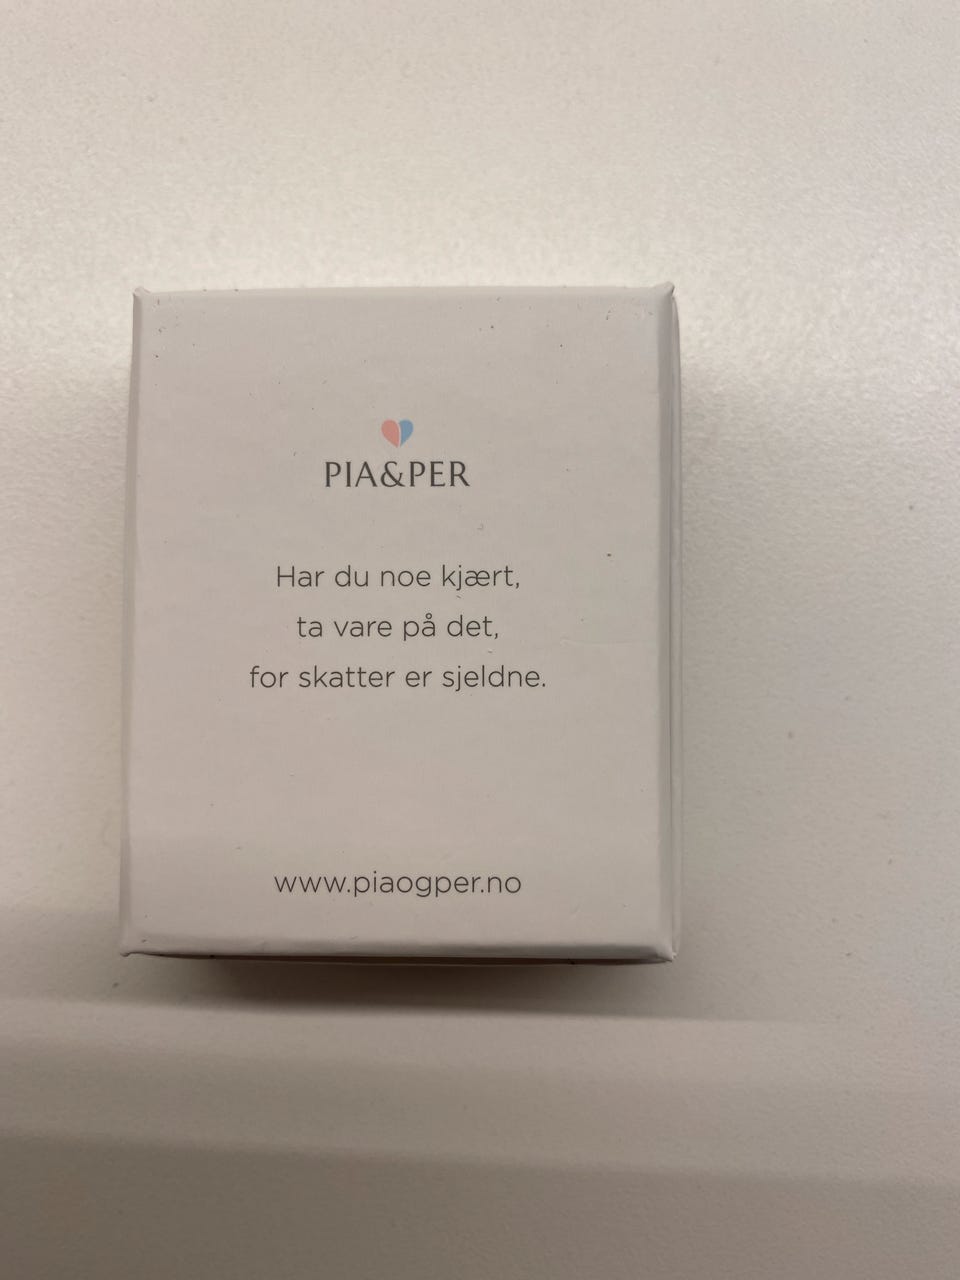 PIA&PER
Har du noe kjært,
ta vare på det,
for skatter er sjeldne.
www.piaogper.no